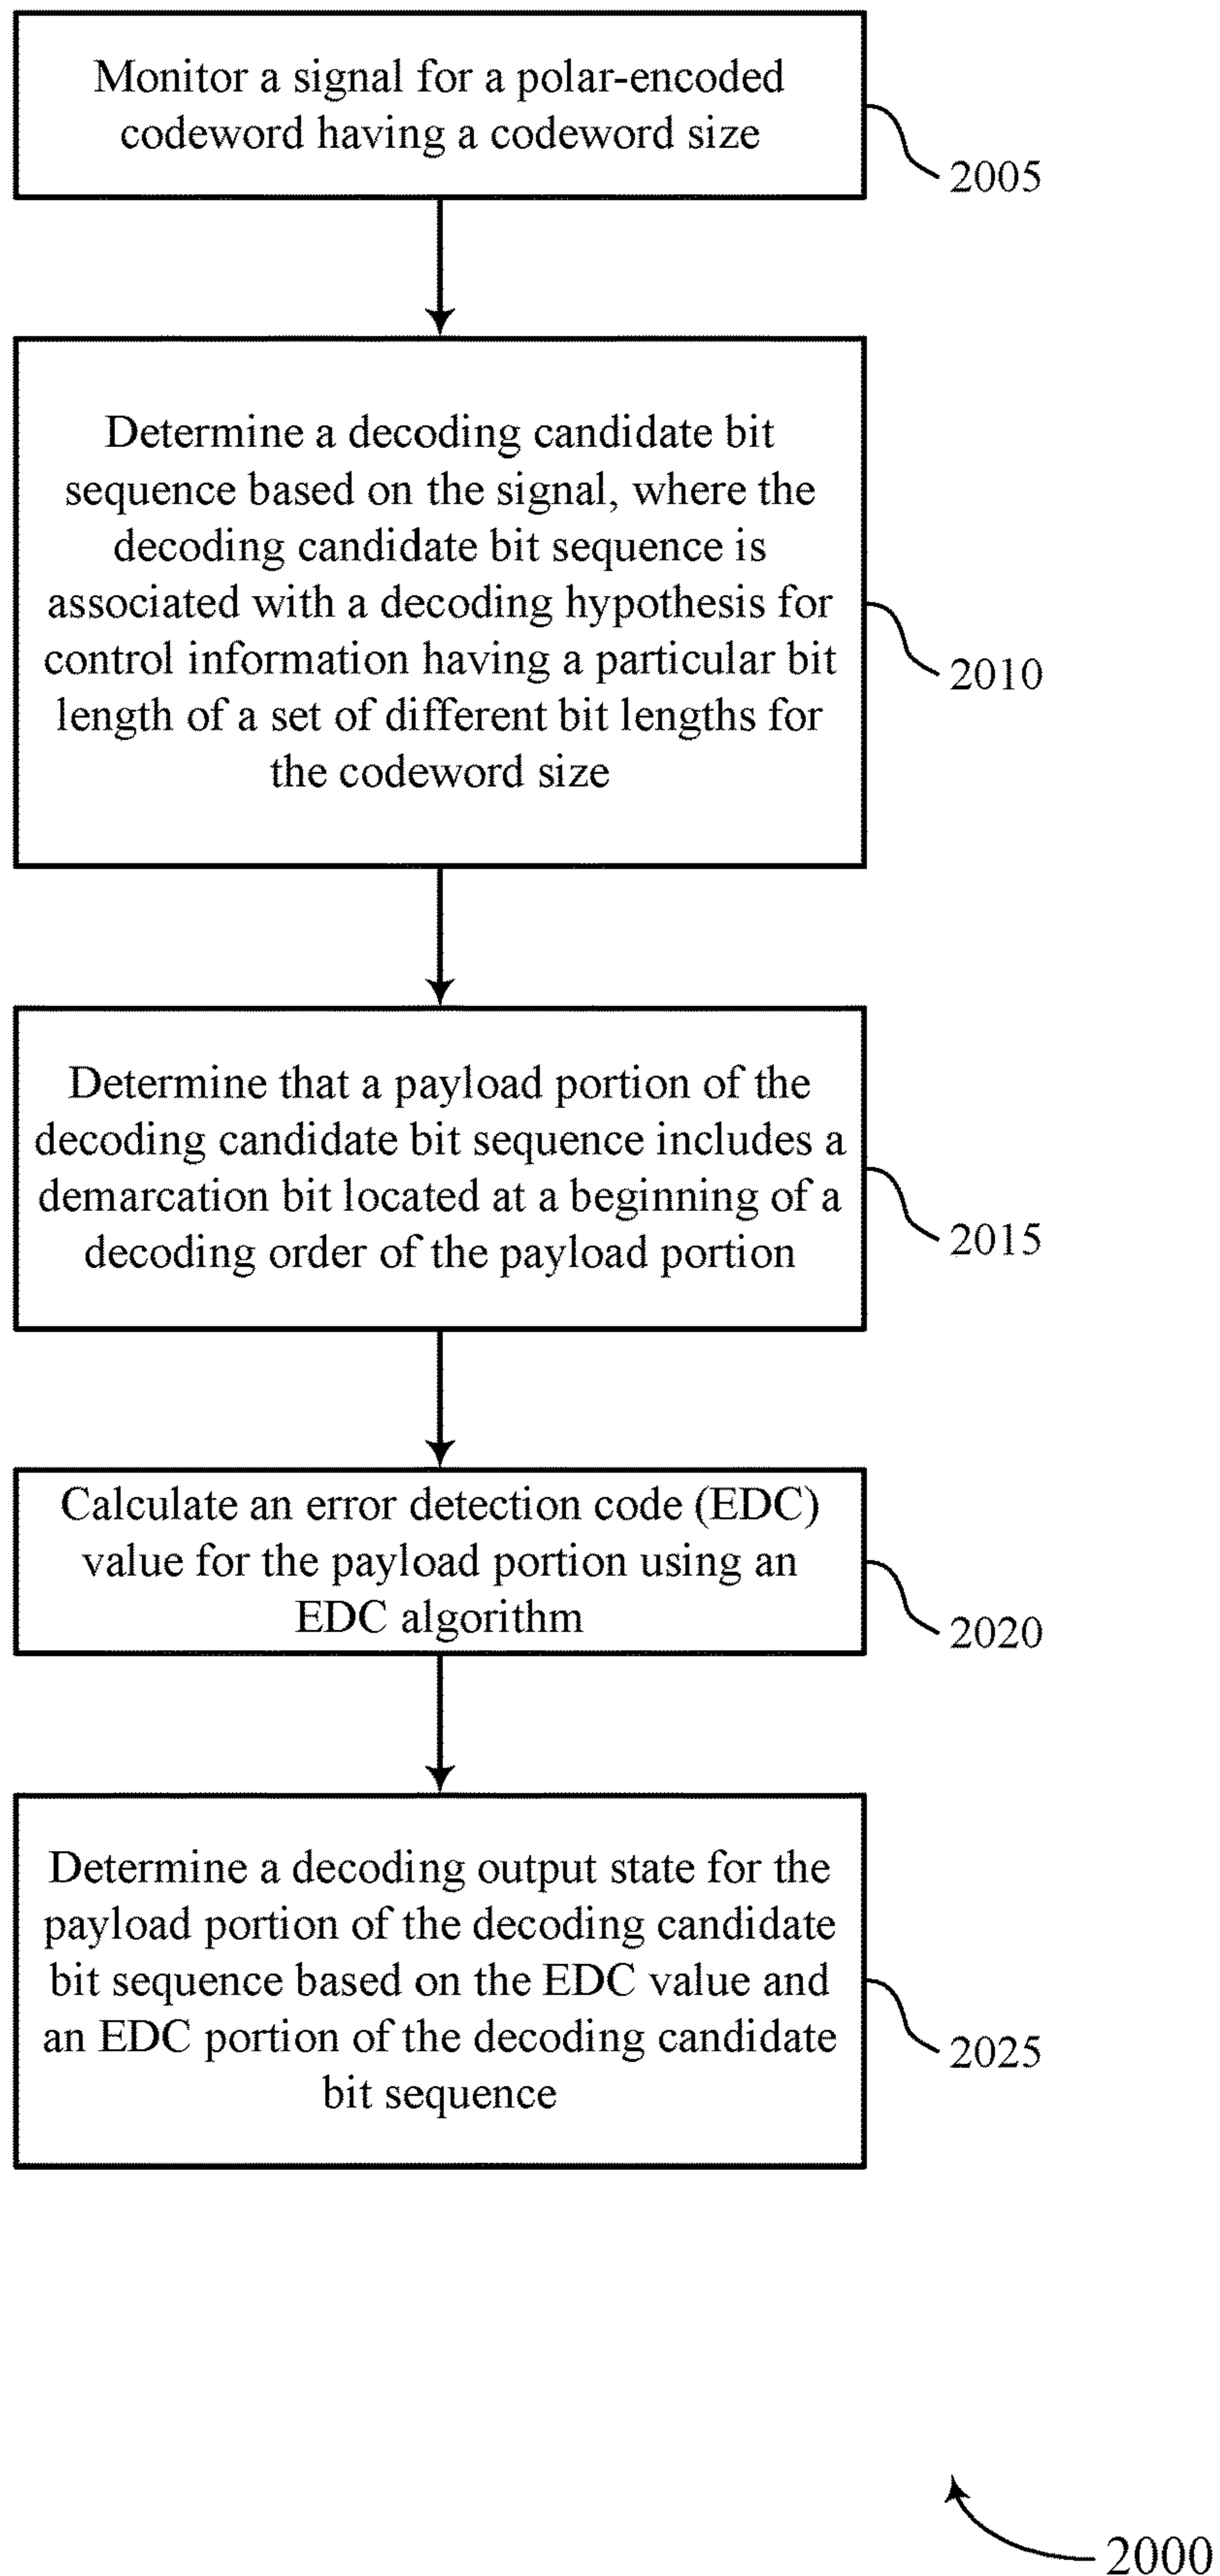 Monitor a signal for a polar-encoded
codeword having a codeword size
2005
Determine a decoding candidate bit
sequence based on the signal, where the
decoding candidate bit sequence is
associated with a decoding hypothesis for
control information having a particular bit
length of a set of different bit lengths for
the codeword size
2010
Determine that a payload portion of the
decoding candidate bit sequence includes a
demarcation bit located at a beginning of a
decoding order of the payload portion
2015
Calculate an error detection code (EDC)
value for the payload portion using an
EDC algorithm
2020
Determine a decoding output state for the
payload portion of the decoding candidate
bit sequence based on the EDC value and
an EDC portion of the decoding candidate
bit sequence
2025
2000